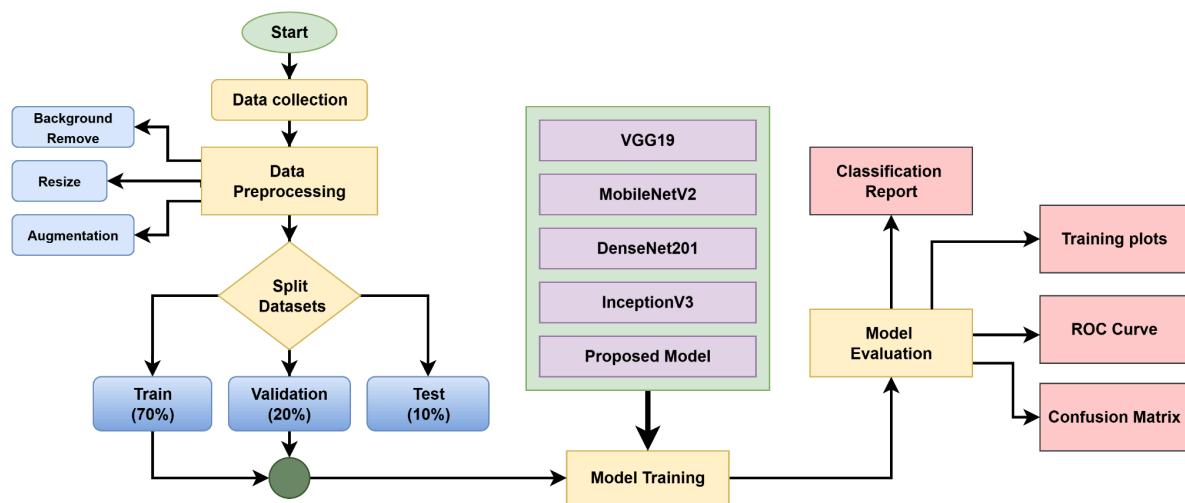 Start
Data collection
Background
Remove
Data
Preprocessing
Resize
Augmentation
Split
Datasets
Train
(70%)
Validation
(20%)
Test
(10%)
VGG19
MobileNetV2
DenseNet201
InceptionV3
Proposed Model
Model Training
Classification
Report
Training plots
Model
Evaluation
ROC Curve
Confusion Matrix